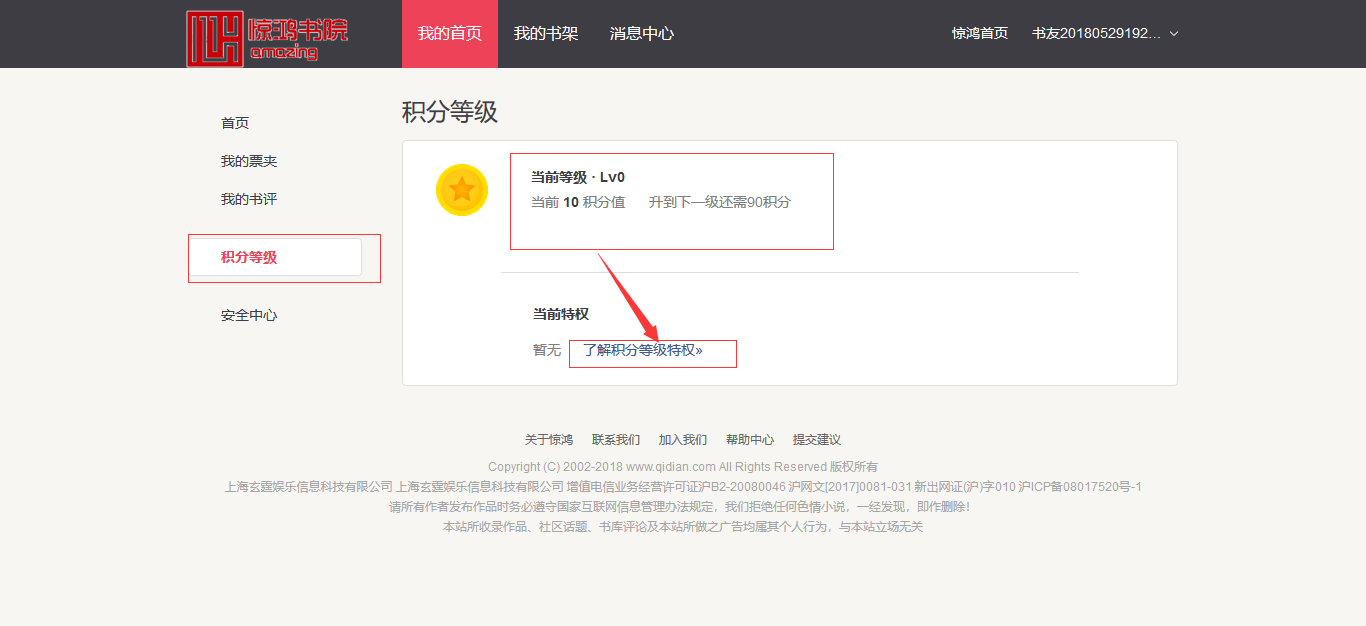 惊鸿书院
amazing
我的首页 我的书架 消息中心 惊鸿首页 书友20180529192...
积分等级
首页
我的票夹
我的书评
积分等级
安全中心
当前等级 · Lv0
当前 10 积分值 升到下一级还需90积分
当前特权
暂无 了解积分等级特权»
关于惊鸿 联系我们 加入我们 帮助中心 提交建议
Copyright (C) 2002-2018 www.qidian.com All Rights Reserved 版权所有
上海玄霆娱乐信息科技有限公司 上海玄霆娱乐信息科技有限公司 增值电信业务经营许可证沪B2-20080046 沪网文[2017]0081-031 新出网证(沪)字010 沪ICP备08017520号-1
请所有作者发布作品时务必遵守国家互联网信息管理办法规定，我们拒绝任何色情小说，一经发现，即作删除！
本站所收录作品、社区话题、书库评论及本站所做之广告均属其个人行为，与本站立场无关